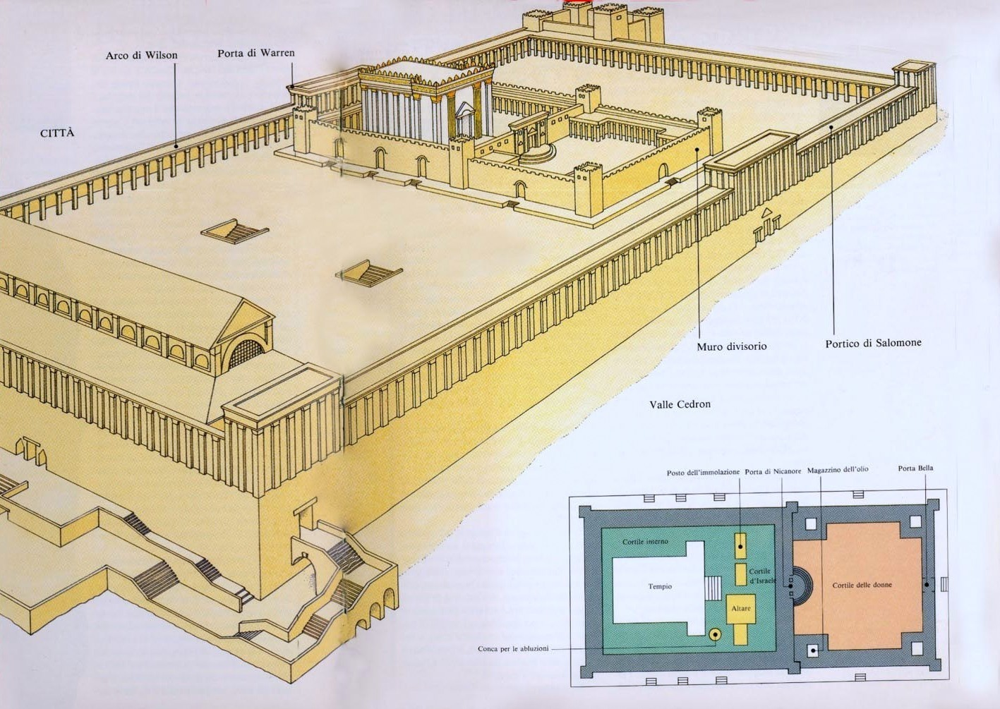 Arco di Wilson
Porta di Warren
CITTÀ
Muro divisorio
Portico di Salomone
Valle Cedron
Posto dell'immolazione
Porta di Nicanore
Magazzino dell'olio
Porta Bella
Cortile interno
Cortile
d'Israele
Tempio
Cortile delle donne
Altare
Conca per le abluzioni